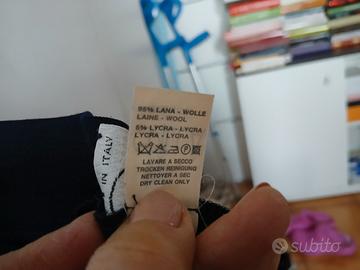 95% LANA - WOLLE
LAINE - WOOL
5% LYCRA - LYCRA
LYCRA - LYCRA
LAVARE A SECCO
TROCKEN REINIGUNG
NETTOYER A SEC
DRY CLEAN ONLY
IN ITALY
subito